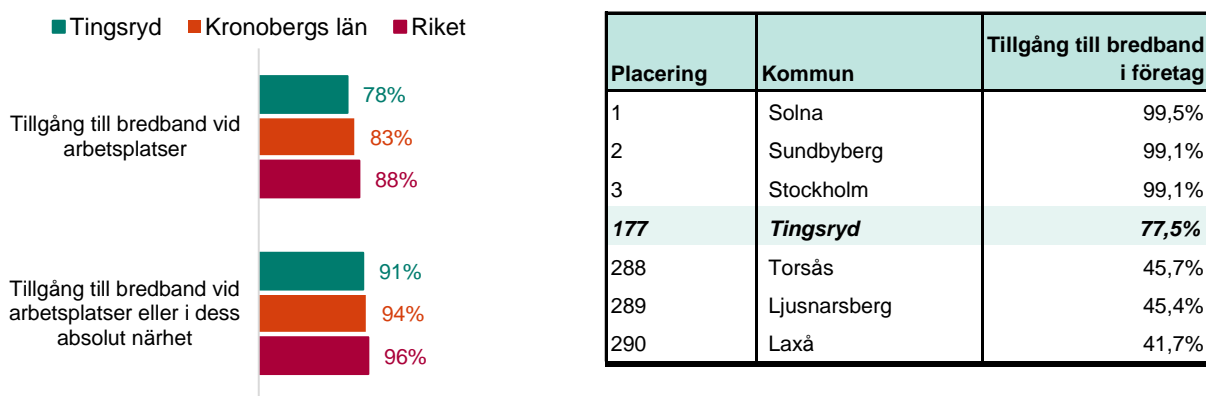 Tingsryd Kronobergs län Riket
Tillgång till bredband vid
arbetsplatser
78%
83%
88%
Tillgång till bredband vid
arbetsplatser eller i dess
absolut närhet
91%
94%
96%
Placering Kommun Tillgång till bredband
i företag
1 Solna 99,5%
2 Sundbyberg 99,1%
3 Stockholm 99,1%
177 Tingsryd 77,5%
288 Torsås 45,7%
289 Ljusnarsberg 45,4%
290 Laxå 41,7%